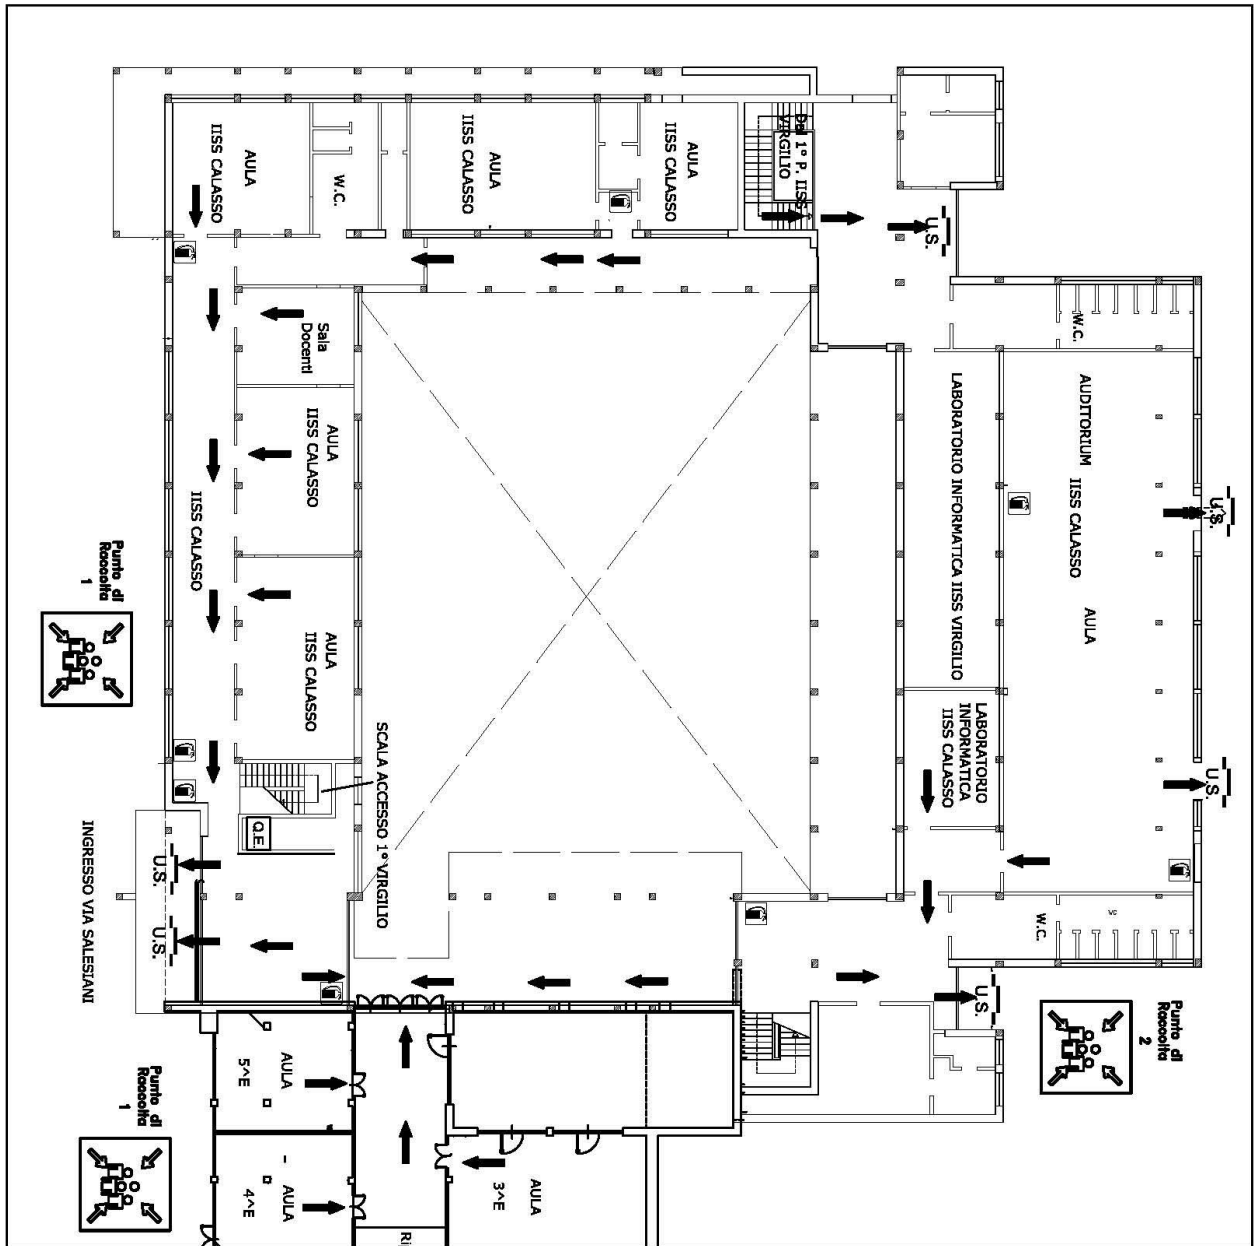 AULA
IISS CALASSO
W.C.
AULA
IISS CALASSO
AULA
IISS CALASSO
Dal 1° P. IISS
VIRGILIO
U.S.
Sala
Docenti
W.C.
AULA
IISS CALASSO
IISS CALASSO
LABORATORIO INFORMATICA IISS VIRGILIO
AUDITORIUM IISS CALASSO AULA
U.S.
Punto di
Raccolta
1
AULA
IISS CALASSO
LABORATORIO
INFORMATICA
IISS CALASSO
SCALA ACCESSO 1° VIRGILIO
U.S.
Q.E.
INGRESSO VIA SALESIANI
U.S.
U.S.
W.C.
WC
U.S.
Punto di
Raccolta
2
AULA
5^E
Punto di
Raccolta
1
AULA
4^E
AULA
3^E